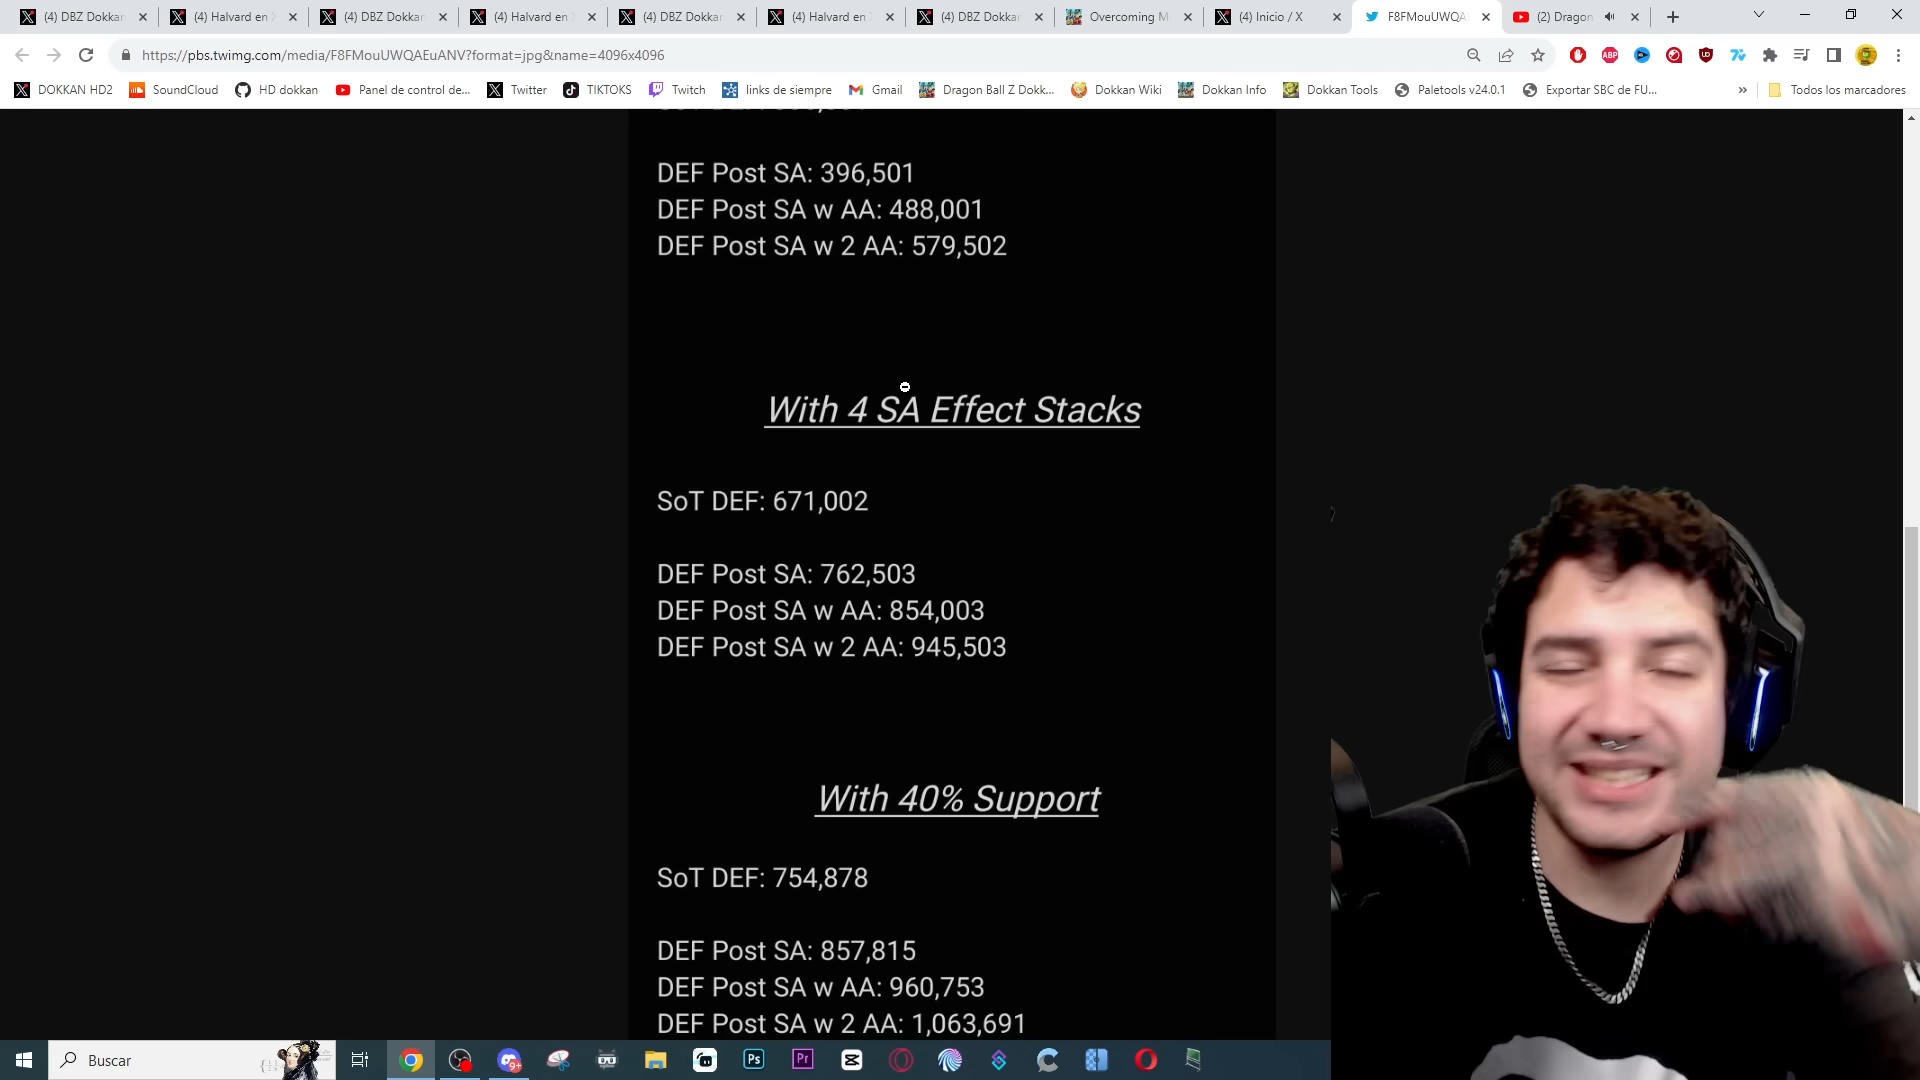 (4) DBZ Dokkan
(4) Halvard en X
(4) DBZ Dokkan
(4) Halvard en X
(4) DBZ Dokkan
(4) Halvard en X
(4) DBZ Dokkan
Overcoming M
(4) Inicio / X
F8FMouUWQA
(2) Dragon
https://pbs.twimg.com/media/F8FMouUWQAEuANV?format=jpg&name=4096x4096
DOKKAN HD2
SoundCloud
HD dokkan
Panel de control de...
Twitter
TIKTOKS
Twitch
links de siempre
Gmail
Dragon Ball Z Dokk...
Dokkan Wiki
Dokkan Info
Dokkan Tools
Paletools v24.0.1
Exportar SBC de FU...
»
Todos los marcadores
DEF Post SA: 396,501
DEF Post SA w AA: 488,001
DEF Post SA w 2 AA: 579,502
With 4 SA Effect Stacks
SoT DEF: 671,002
DEF Post SA: 762,503
DEF Post SA w AA: 854,003
DEF Post SA w 2 AA: 945,503
With 40% Support
SoT DEF: 754,878
DEF Post SA: 857,815
DEF Post SA w AA: 960,753
DEF Post SA w 2 AA: 1,063,691
Buscar